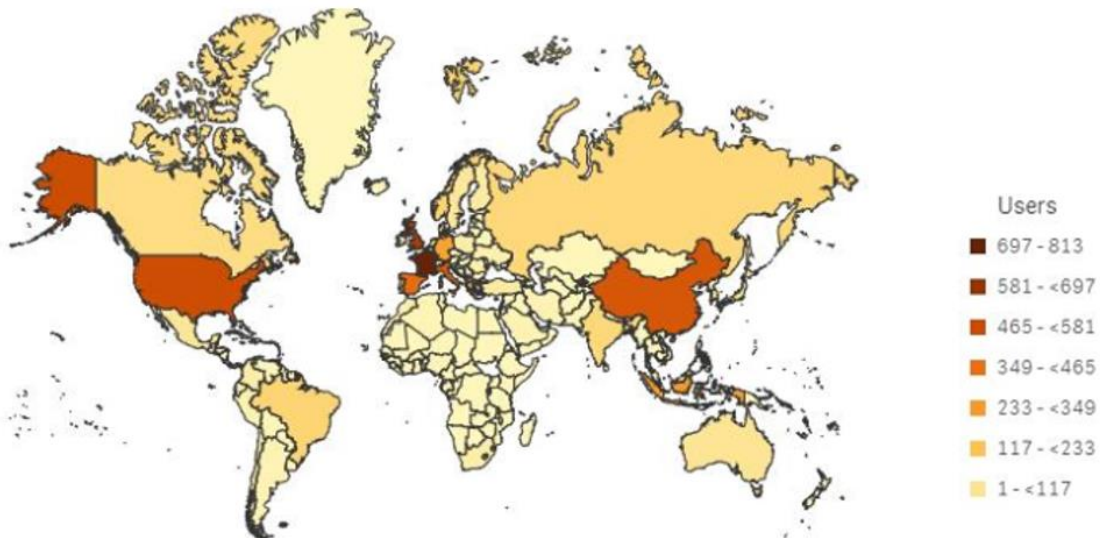 Users
697 - 813
581 - <697
465 - <581
349 - <465
233 - <349
117 - <233
1 - <117